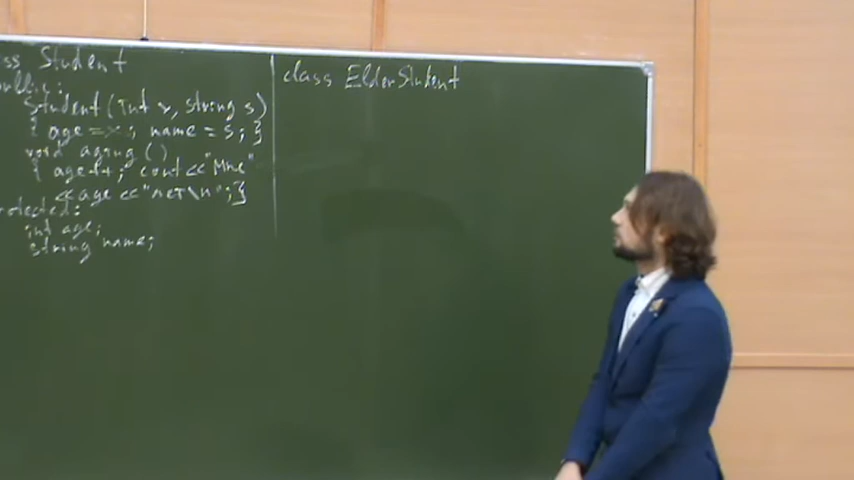 ss Student
ublic:
Student(int x, string s)
{ age = x; name = s; }
void aging()
{ age++; cout << "Мне"
<< age << "лет\n"; }
rotected:
int age;
string name;
class ElderStudent